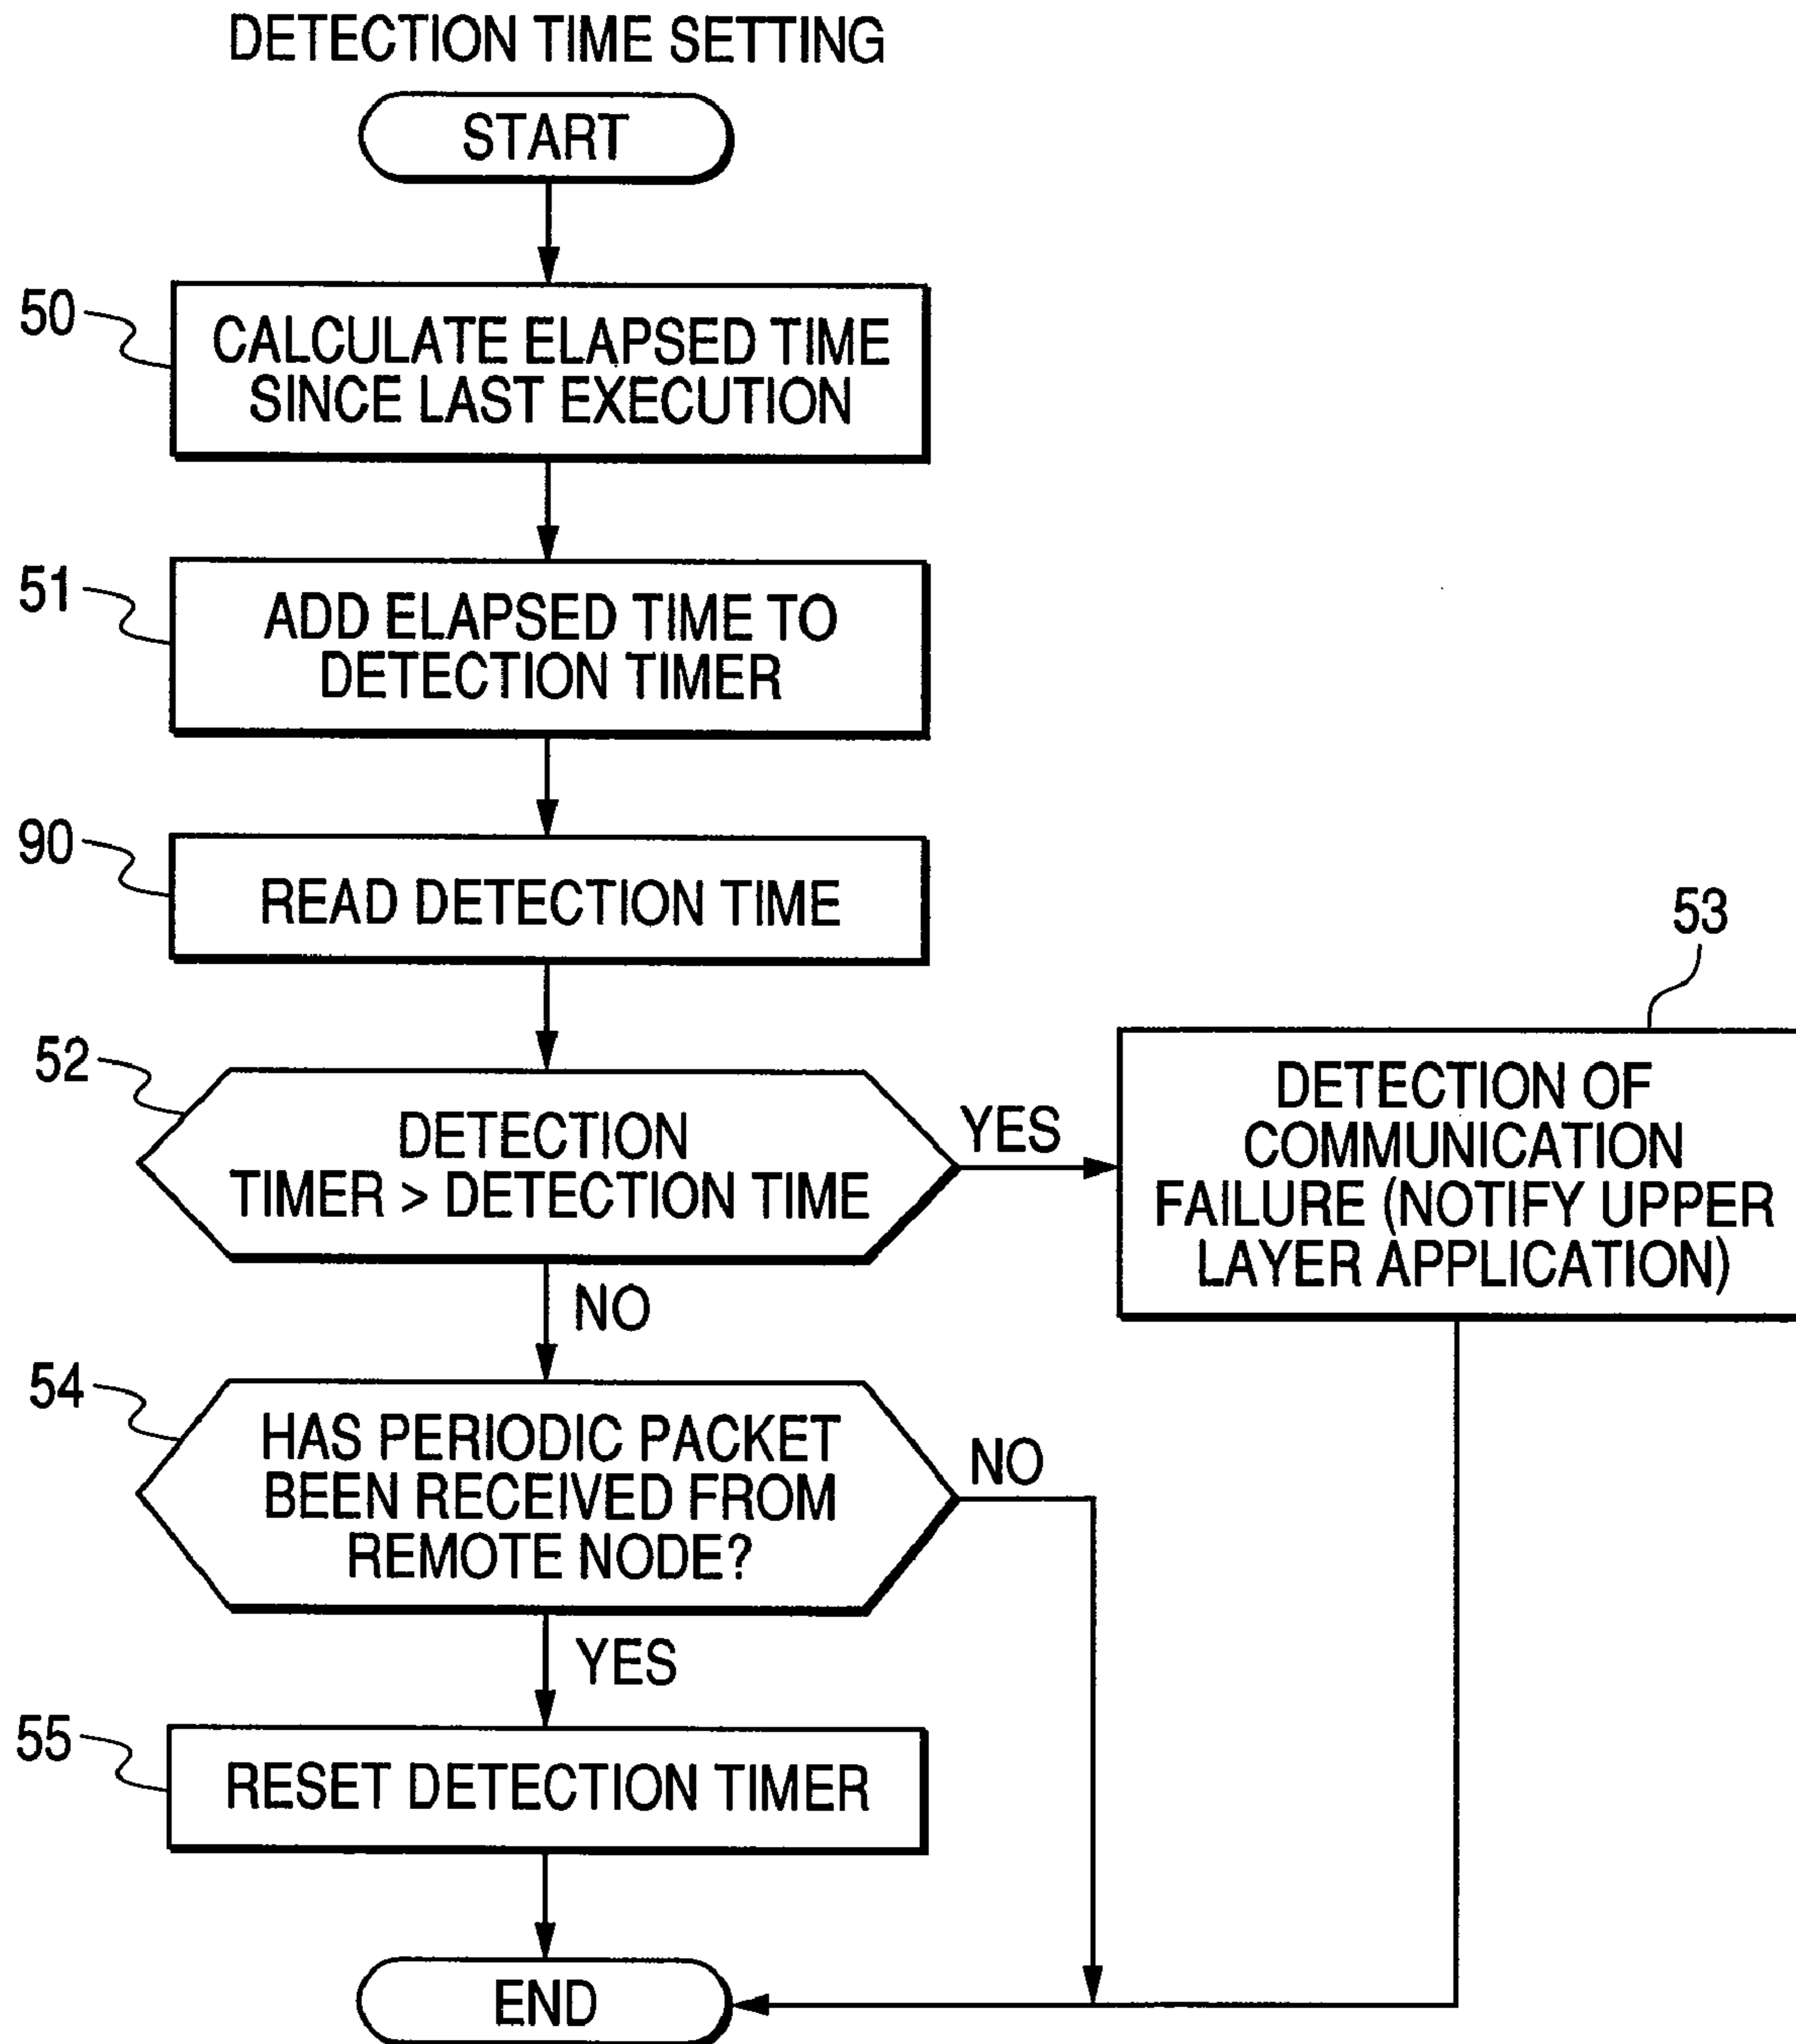 DETECTION TIME SETTING
START
50
CALCULATE ELAPSED TIME
SINCE LAST EXECUTION
51
ADD ELAPSED TIME TO
DETECTION TIMER
90
READ DETECTION TIME
53
52
DETECTION
TIMER > DETECTION TIME
YES
DETECTION OF
COMMUNICATION
FAILURE (NOTIFY UPPER
LAYER APPLICATION)
NO
54
HAS PERIODIC PACKET
BEEN RECEIVED FROM
REMOTE NODE?
NO
YES
55
RESET DETECTION TIMER
END